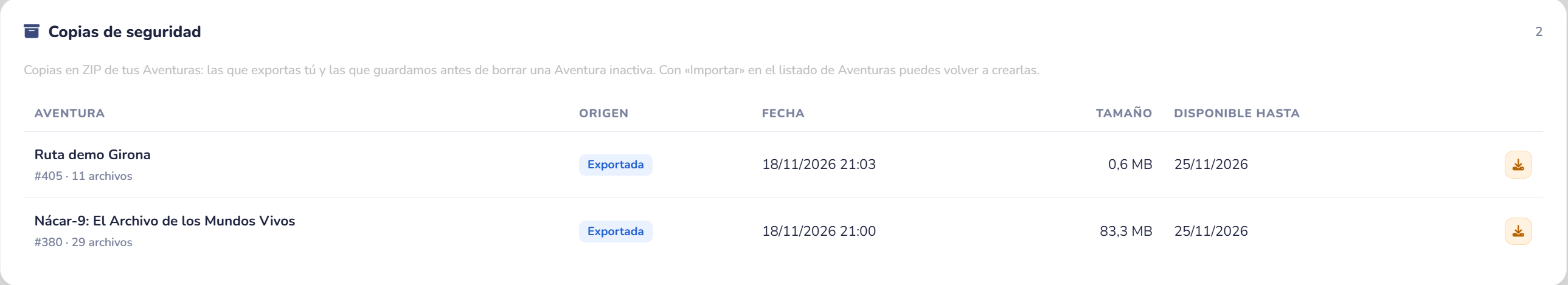 Copias de seguridad 2
Copias en ZIP de tus Aventuras: las que exportas tú y las que guardamos antes de borrar una Aventura inactiva. Con «Importar» en el listado de Aventuras puedes volver a crearlas.
AVENTURA ORIGEN FECHA TAMAÑO DISPONIBLE HASTA
Ruta demo Girona
#405 · 11 archivos
Exportada 18/11/2026 21:03 0,6 MB 25/11/2026
Nácar-9: El Archivo de los Mundos Vivos
#380 · 29 archivos
Exportada 18/11/2026 21:00 83,3 MB 25/11/2026